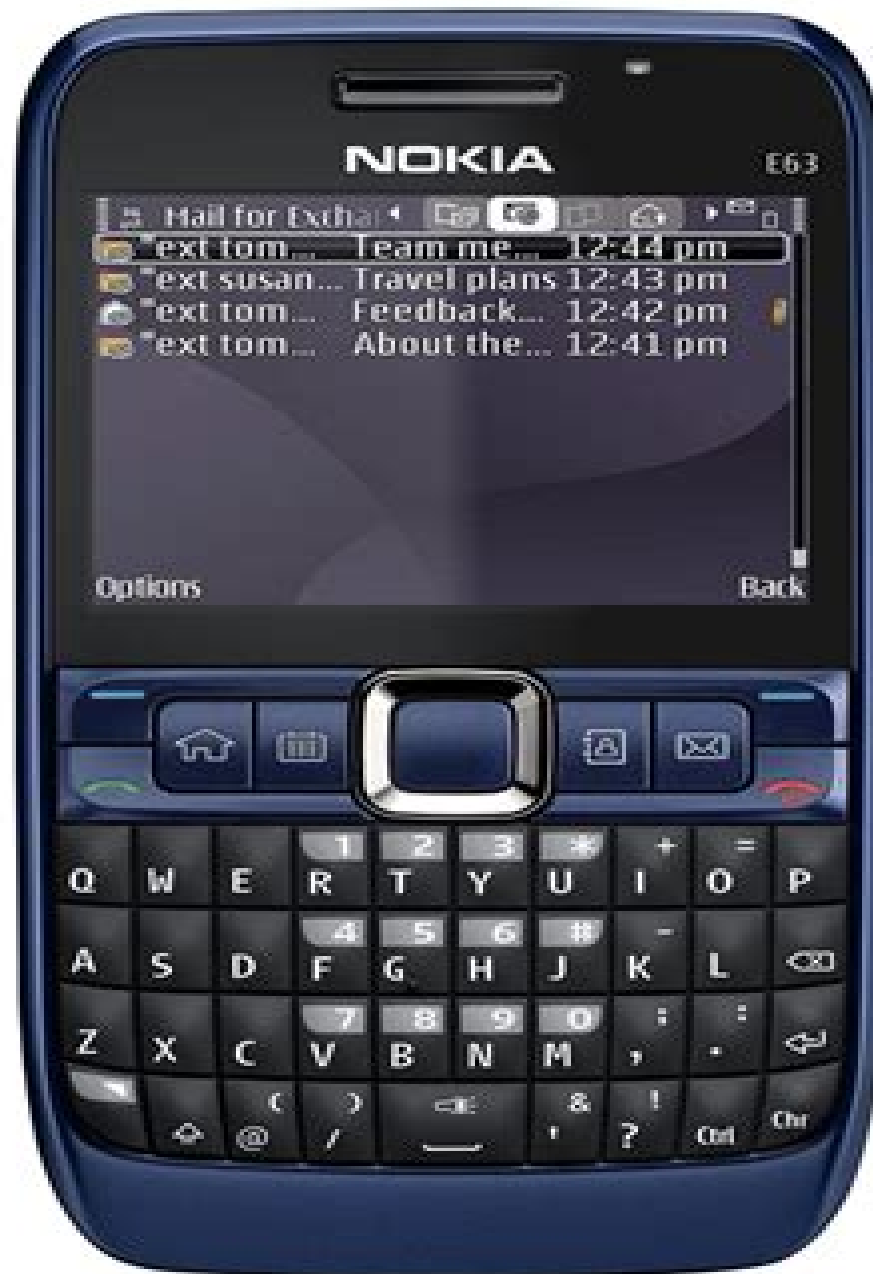 NOKIA
E63
Mail for Exchai
"ext tom... Team me... 12:44 pm
"ext susan... Travel plans 12:43 pm
"ext tom... Feedback... 12:42 pm
"ext tom... About the... 12:41 pm
Options Back
1 2 3 * + =
Q W E R T Y U I O P
4 5 6 # -
A S D F G H J K L
7 8 9 0 ; :
Z X C V B N M , .
( ) & !
@ / ' ? Ctrl Chr